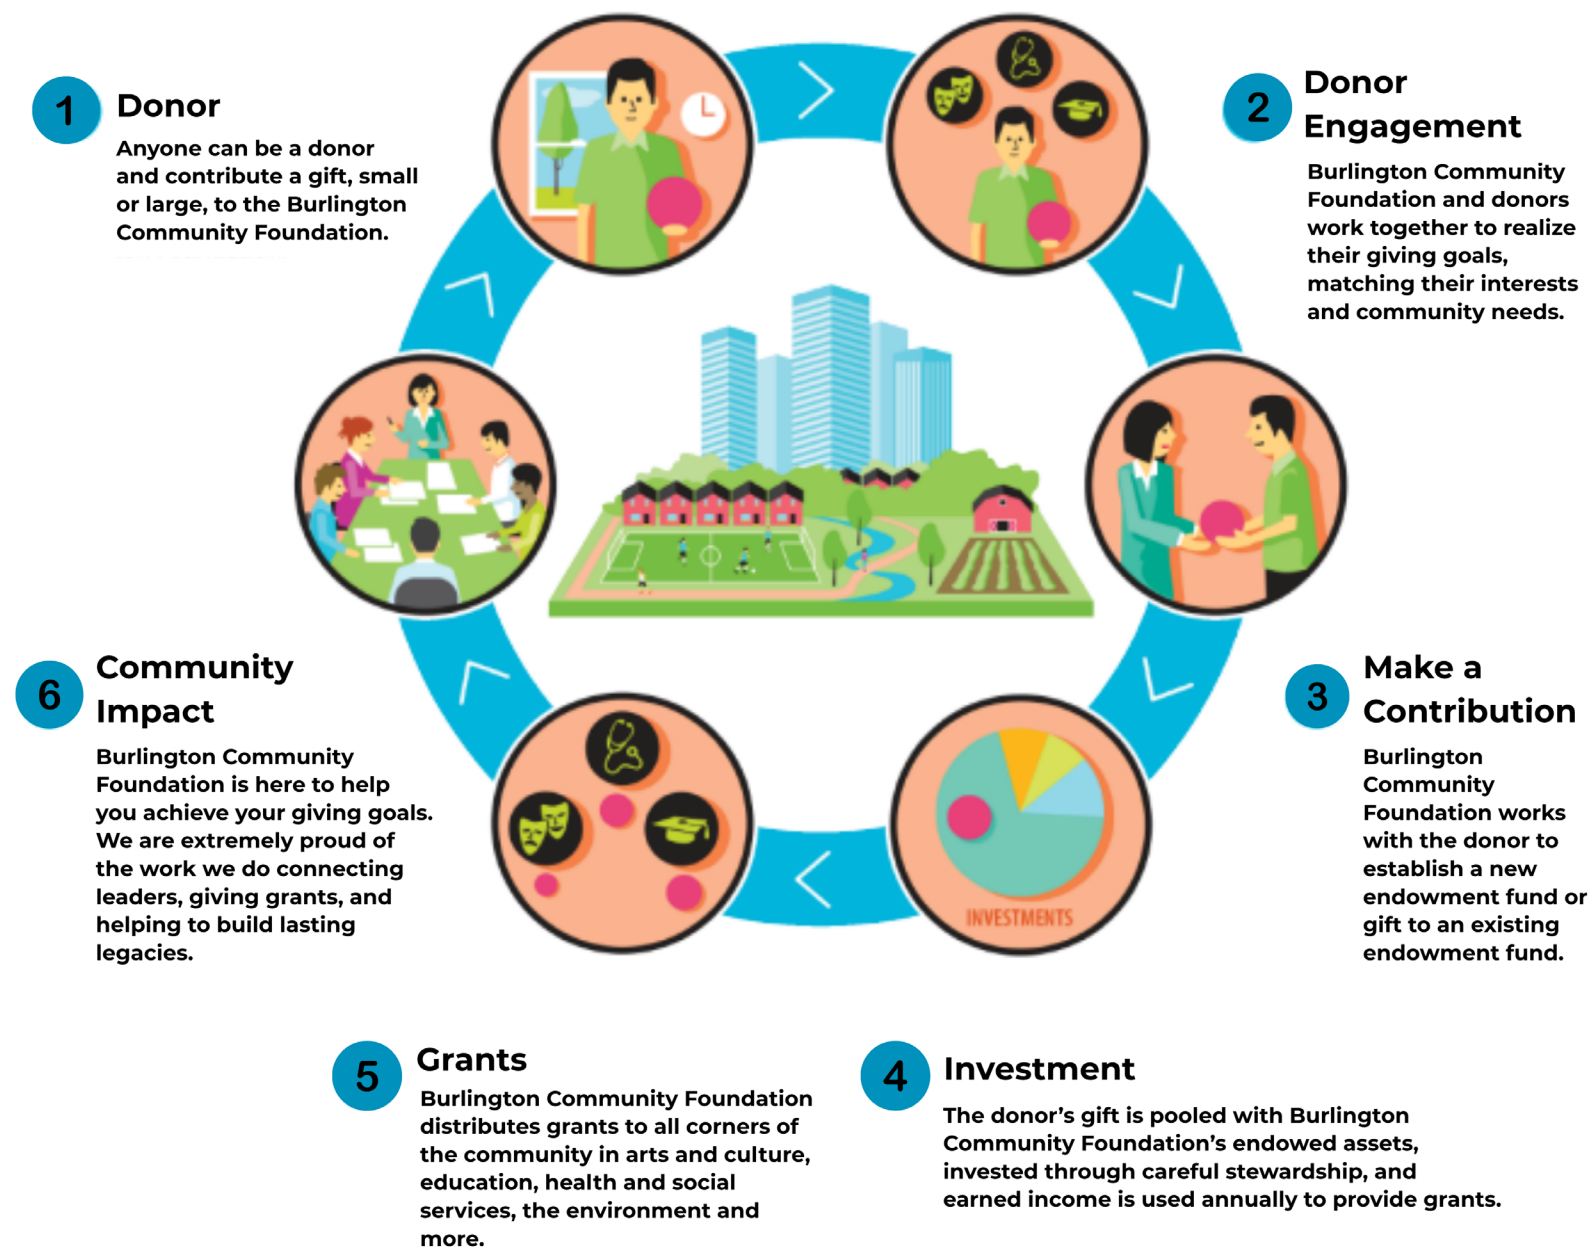 1
Donor
Anyone can be a donor
and contribute a gift, small
or large, to the Burlington
Community Foundation.
2
Donor
Engagement
Burlington Community
Foundation and donors
work together to realize
their giving goals,
matching their interests
and community needs.
3
Make a
Contribution
Burlington
Community
Foundation works
with the donor to
establish a new
endowment fund or
gift to an existing
endowment fund.
INVESTMENTS
4
Investment
The donor’s gift is pooled with Burlington
Community Foundation’s endowed assets,
invested through careful stewardship, and
earned income is used annually to provide grants.
5
Grants
Burlington Community Foundation
distributes grants to all corners of
the community in arts and culture,
education, health and social
services, the environment and
more.
6
Community
Impact
Burlington Community
Foundation is here to help
you achieve your giving goals.
We are extremely proud of
the work we do connecting
leaders, giving grants, and
helping to build lasting
legacies.